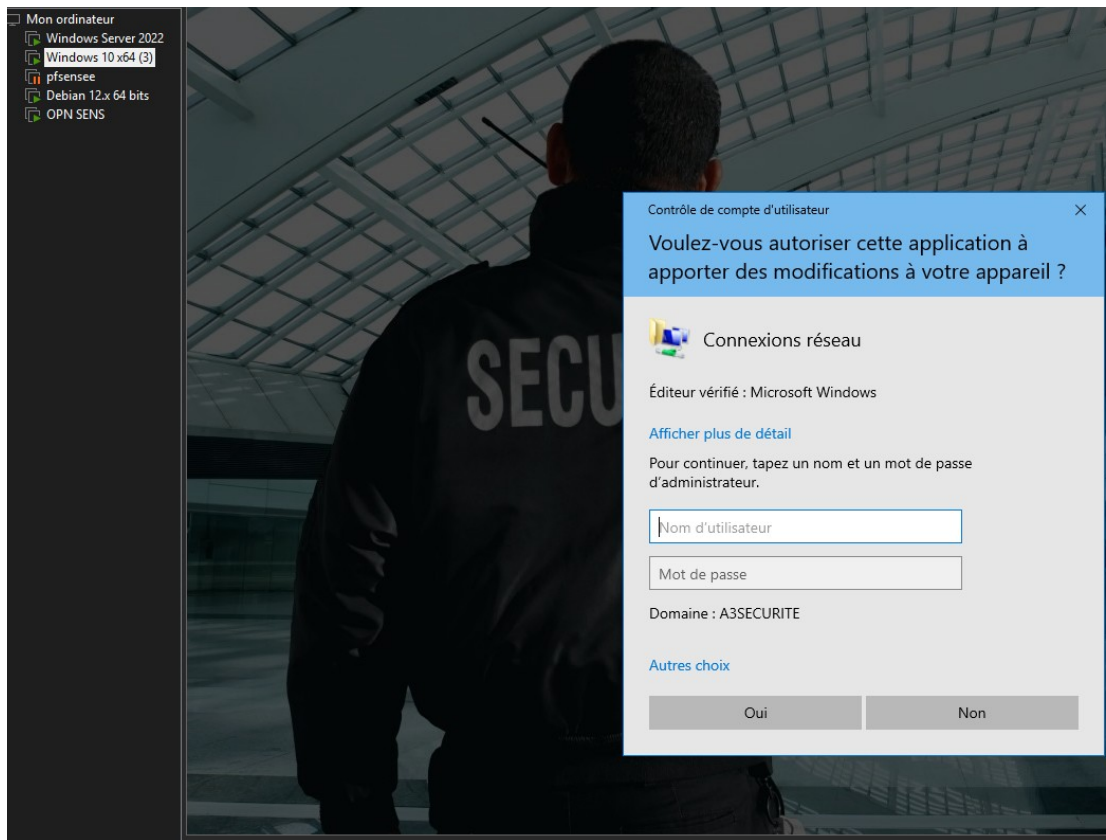 Mon ordinateur
Windows Server 2022
Windows 10 x64 (3)
pfsensee
Debian 12.x 64 bits
OPN SENS
SECU
Contrôle de compte d'utilisateur
Voulez-vous autoriser cette application à
apporter des modifications à votre appareil ?
Connexions réseau
Éditeur vérifié : Microsoft Windows
Afficher plus de détail
Pour continuer, tapez un nom et un mot de passe
d'administrateur.
Nom d'utilisateur
Mot de passe
Domaine : A3SECURITE
Autres choix
Oui
Non